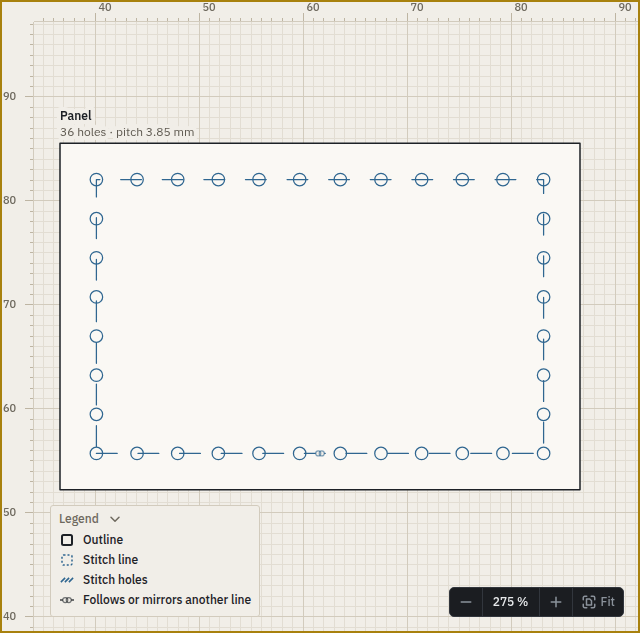 40 50 60 70 80 90
90
Panel
36 holes · pitch 3.85 mm
80
70
60
50
Legend
Outline
Stitch line
Stitch holes
Follows or mirrors another line
275 %
Fit
40